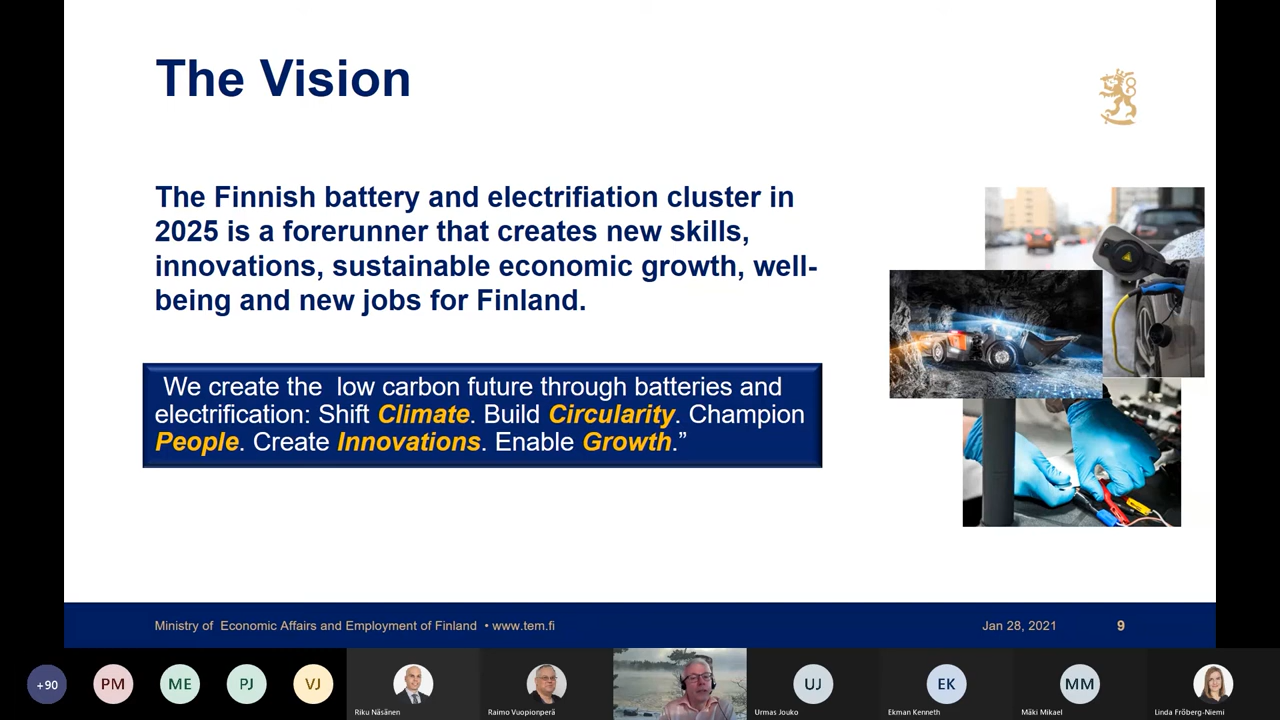 The Vision
The Finnish battery and electrifiation cluster in
2025 is a forerunner that creates new skills,
innovations, sustainable economic growth, well-
being and new jobs for Finland.
We create the low carbon future through batteries and
electrification: Shift Climate. Build Circularity. Champion
People. Create Innovations. Enable Growth.”
Ministry of Economic Affairs and Employment of Finland • www.tem.fi
Jan 28, 2021
9
+90
PM
ME
PJ
VJ
Riku Näsänen
Raimo Vuopionperä
UJ
Urmas Jouko
EK
Ekman Kenneth
MM
Mäki Mikael
Linda Fröberg-Niemi